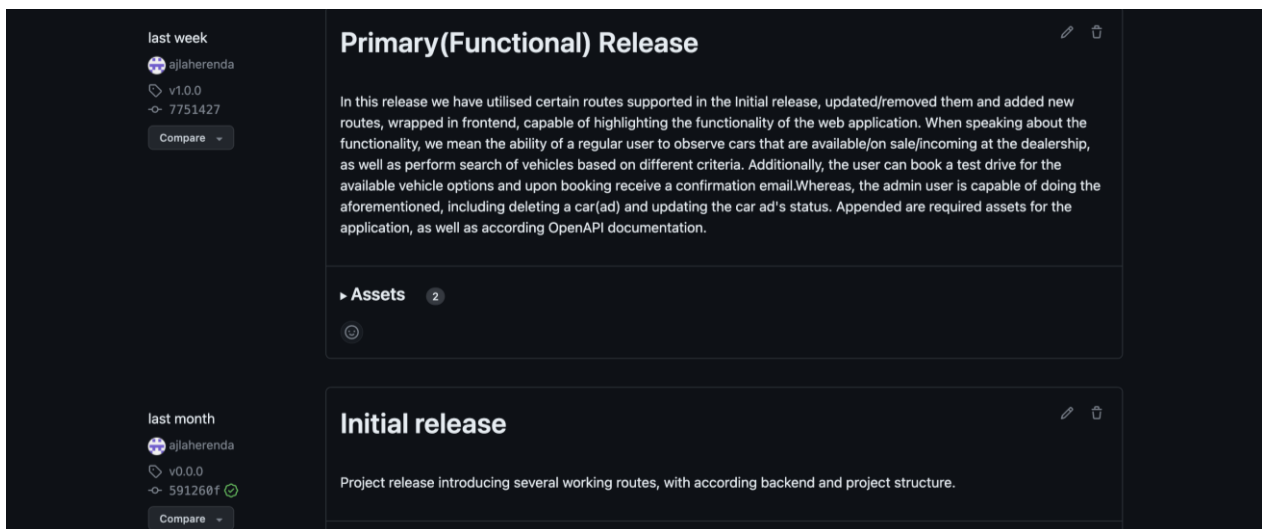 last week
ajlaherenda
v1.0.0
7751427
Compare
Primary(Functional) Release
In this release we have utilised certain routes supported in the Initial release, updated/removed them and added new
routes, wrapped in frontend, capable of highlighting the functionality of the web application. When speaking about the
functionality, we mean the ability of a regular user to observe cars that are available/on sale/incoming at the dealership,
as well as perform search of vehicles based on different criteria. Additionally, the user can book a test drive for the
available vehicle options and upon booking receive a confirmation email.Whereas, the admin user is capable of doing the
aforementioned, including deleting a car(ad) and updating the car ad's status. Appended are required assets for the
application, as well as according OpenAPI documentation.
Assets 2
last month
ajlaherenda
v0.0.0
591260f
Compare
Initial release
Project release introducing several working routes, with according backend and project structure.